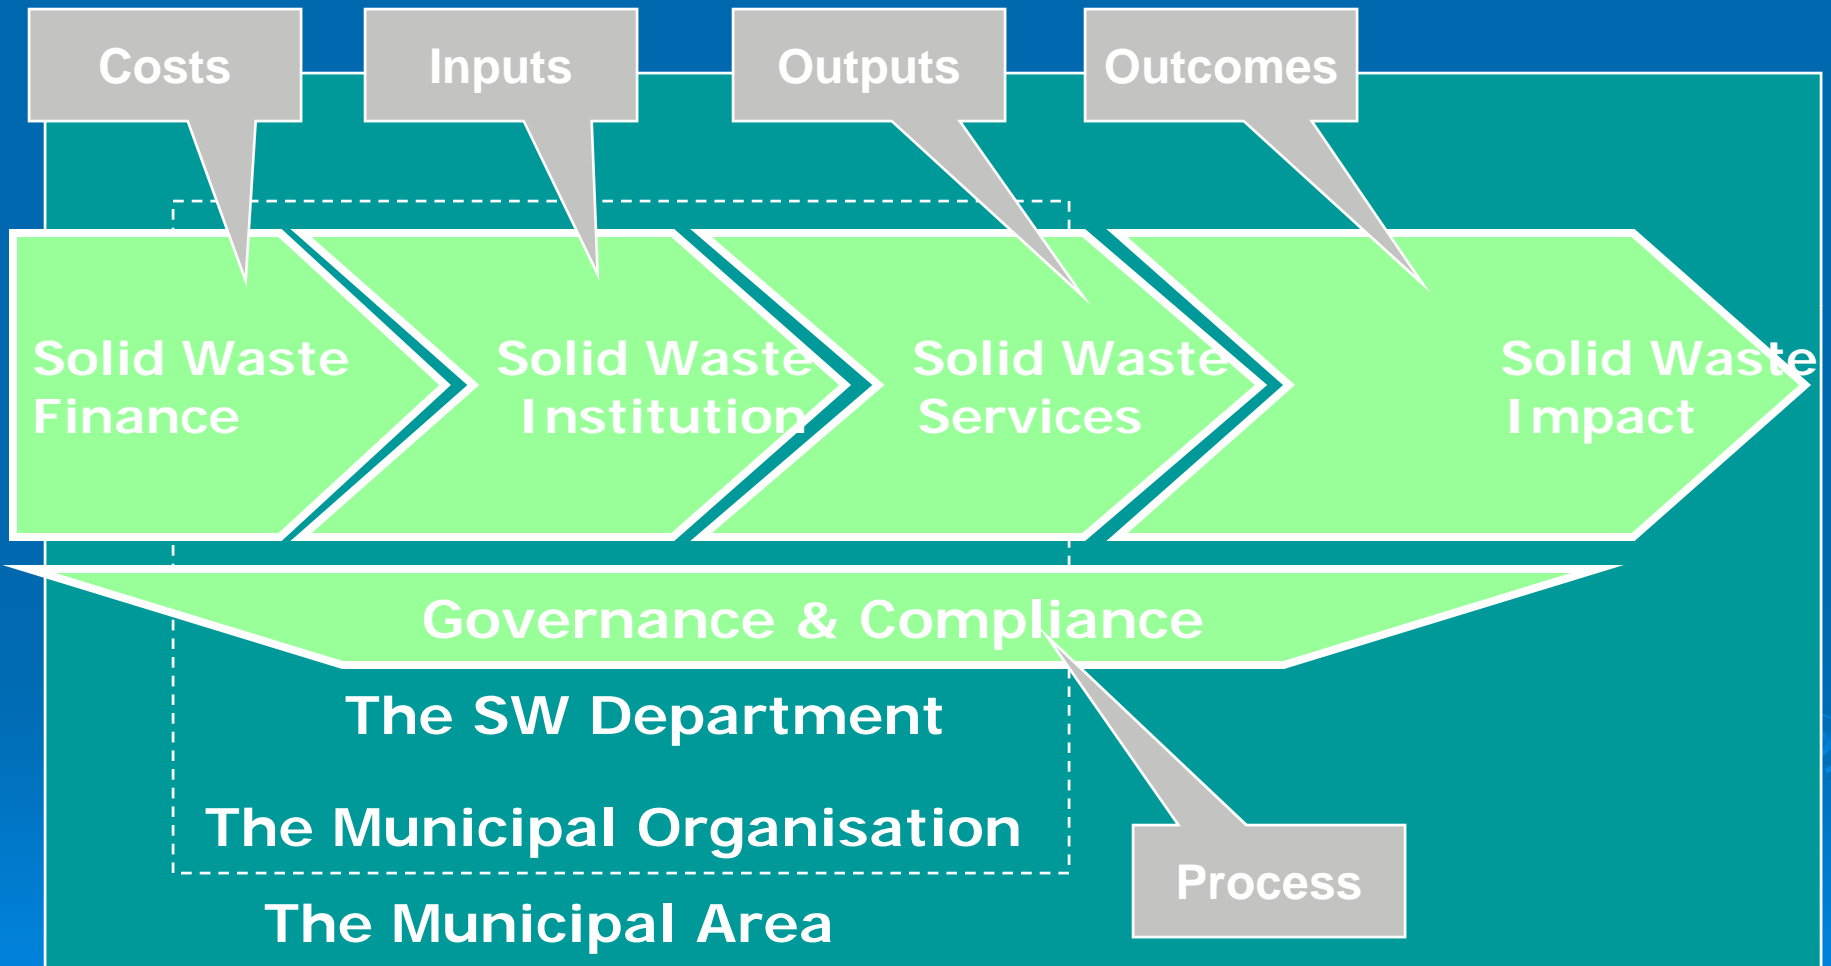 Costs
Inputs
Outputs
Outcomes
Solid Waste
Finance
Solid Waste
Institution
Solid Waste
Services
Solid Waste
Impact
Governance & Compliance
The SW Department
The Municipal Organisation
Process
The Municipal Area